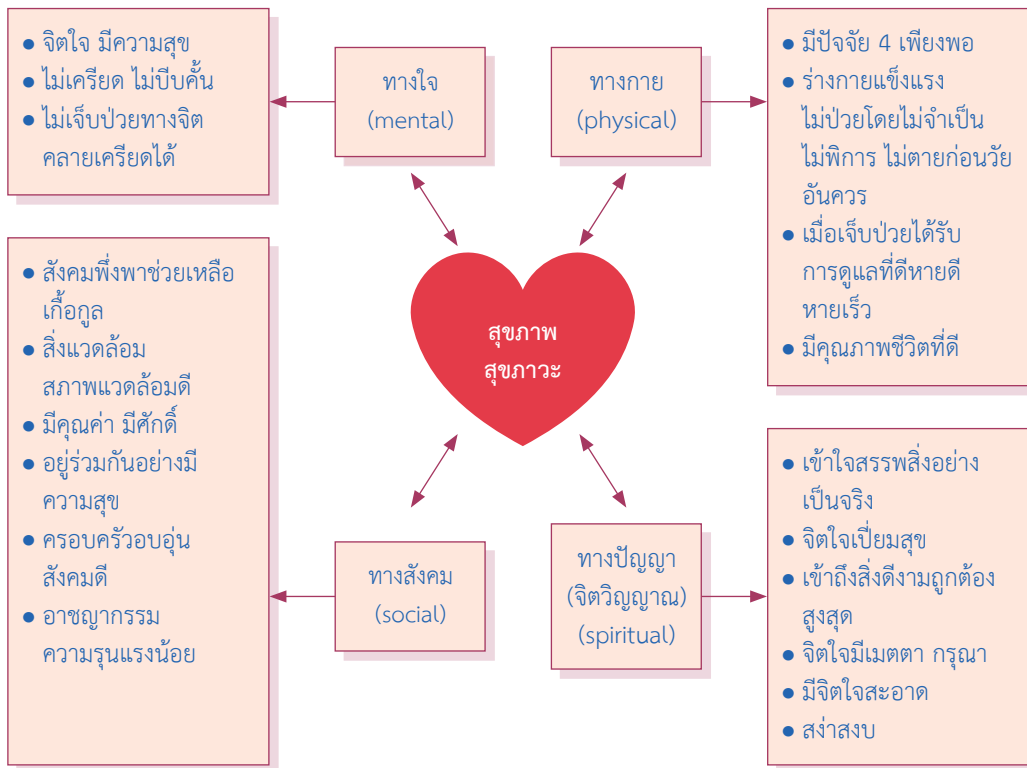 ● จิตใจ มีความสุข
● ไม่เครียด ไม่บีบคั้น
● ไม่เจ็บป่วยทางจิต
คลายเครียดได้
ทางใจ
(mental)
ทางกาย
(physical)
● มีปัจจัย 4 เพียงพอ
● ร่างกายแข็งแรง
ไม่ป่วยโดยไม่จำเป็น
ไม่พิการ ไม่ตายก่อนวัย
อันควร
● เมื่อเจ็บป่วยได้รับ
การดูแลที่ดีหายดี
หายเร็ว
● มีคุณภาพชีวิตที่ดี
สุขภาพ
สุขภาวะ
● สังคมพึ่งพาช่วยเหลือ
เกื้อกูล
● สิ่งแวดล้อม
สภาพแวดล้อมดี
● มีคุณค่า มีศักดิ์
● อยู่ร่วมกันอย่างมี
ความสุข
● ครอบครัวอบอุ่น
สังคมดี
● อาชญากรรม
ความรุนแรงน้อย
ทางสังคม
(social)
ทางปัญญา
(จิตวิญญาณ)
(spiritual)
● เข้าใจสรรพสิ่งอย่าง
เป็นจริง
● จิตใจเปี่ยมสุข
● เข้าถึงสิ่งดีงามถูกต้อง
สูงสุด
● จิตใจมีเมตตา กรุณา
● มีจิตใจสะอาด
● สง่าสงบ